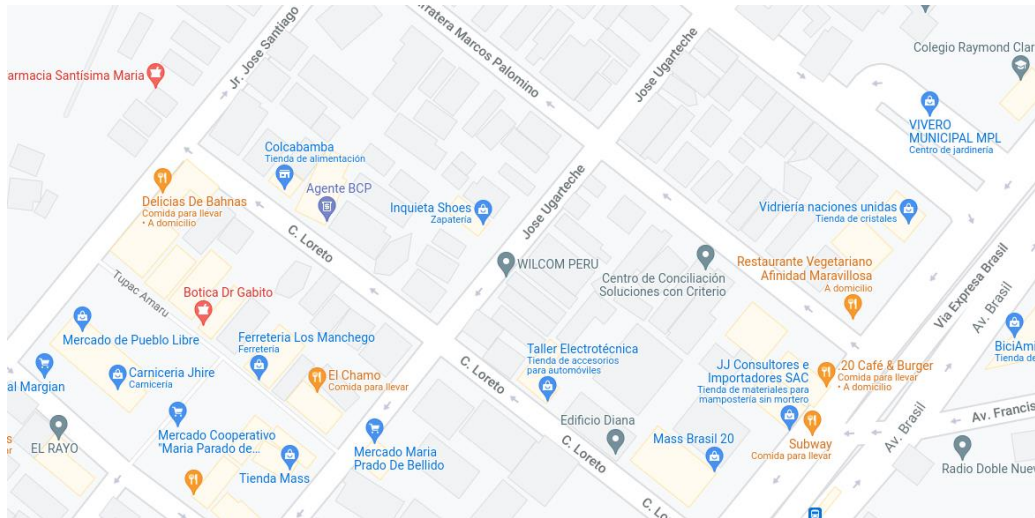 Jr. Jose Santiago
rratera Marcos Palomino
Jose Ugarteche
Colegio Raymond Clar
armacia Santísima Maria
VIVERO
MUNICIPAL MPL
Centro de jardinería
Colcabamba
Tienda de alimentación
Agente BCP
Delicias De Bahnas
Comida para llevar
• A domicilio
Inquieta Shoes
Zapatería
Jose Ugarteche
Vidriería naciones unidas
Tienda de cristales
C. Loreto
WILCOM PERU
Centro de Conciliación
Soluciones con Criterio
Restaurante Vegetariano
Afinidad Maravillosa
A domicilio
Via Expresa Brasil
Av. Brasil
Tupac Amaru
Botica Dr Gabito
Mercado de Pueblo Libre
Ferreteria Los Manchego
Ferretería
Taller Electrotécnica
Tienda de accesorios
para automóviles
BiciAmi
Tienda de
al Margian
Carniceria Jhire
Carnicería
El Chamo
Comida para llevar
C. Loreto
JJ Consultores e
Importadores SAC
Tienda de materiales para
mampostería sin mortero
.20 Café & Burger
Comida para llevar
• A domicilio
Av. Brasil
Av. Francis
EL RAYO
Mercado Cooperativo
"Maria Parado de...
Tienda Mass
Mercado Maria
Prado De Bellido
Edificio Diana
C. Loreto
Mass Brasil 20
Subway
Comida para llevar
Radio Doble Nuev
C. Lo